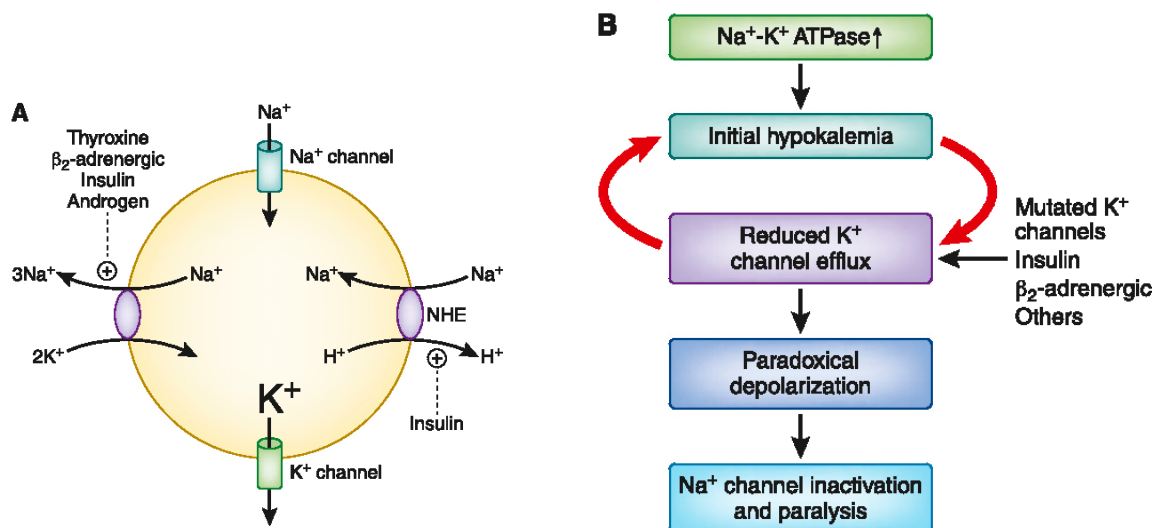 A
Thyroxine
β₂-adrenergic
Insulin
Androgen
Na⁺
Na⁺ channel
3Na⁺
Na⁺
2K⁺
Na⁺
Na⁺
NHE
H⁺
H⁺
Insulin
K⁺
K⁺ channel
B
Na⁺-K⁺ ATPase↑
Initial hypokalemia
Reduced K⁺
channel efflux
Mutated K⁺
channels
Insulin
β₂-adrenergic
Others
Paradoxical
depolarization
Na⁺ channel inactivation
and paralysis